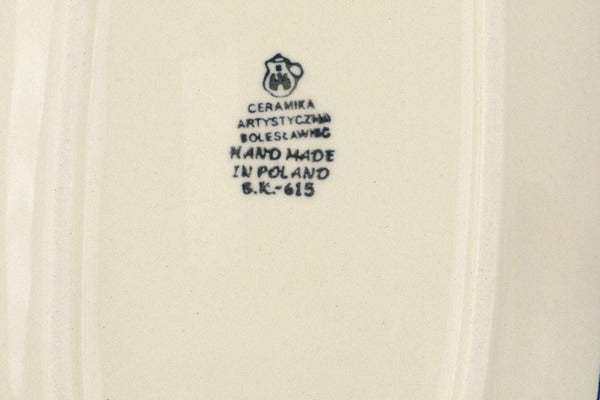 CERAMIKA
ARTYSTYCZNA
BOLESŁAWIEC
HAND MADE
IN POLAND
B.K.-615